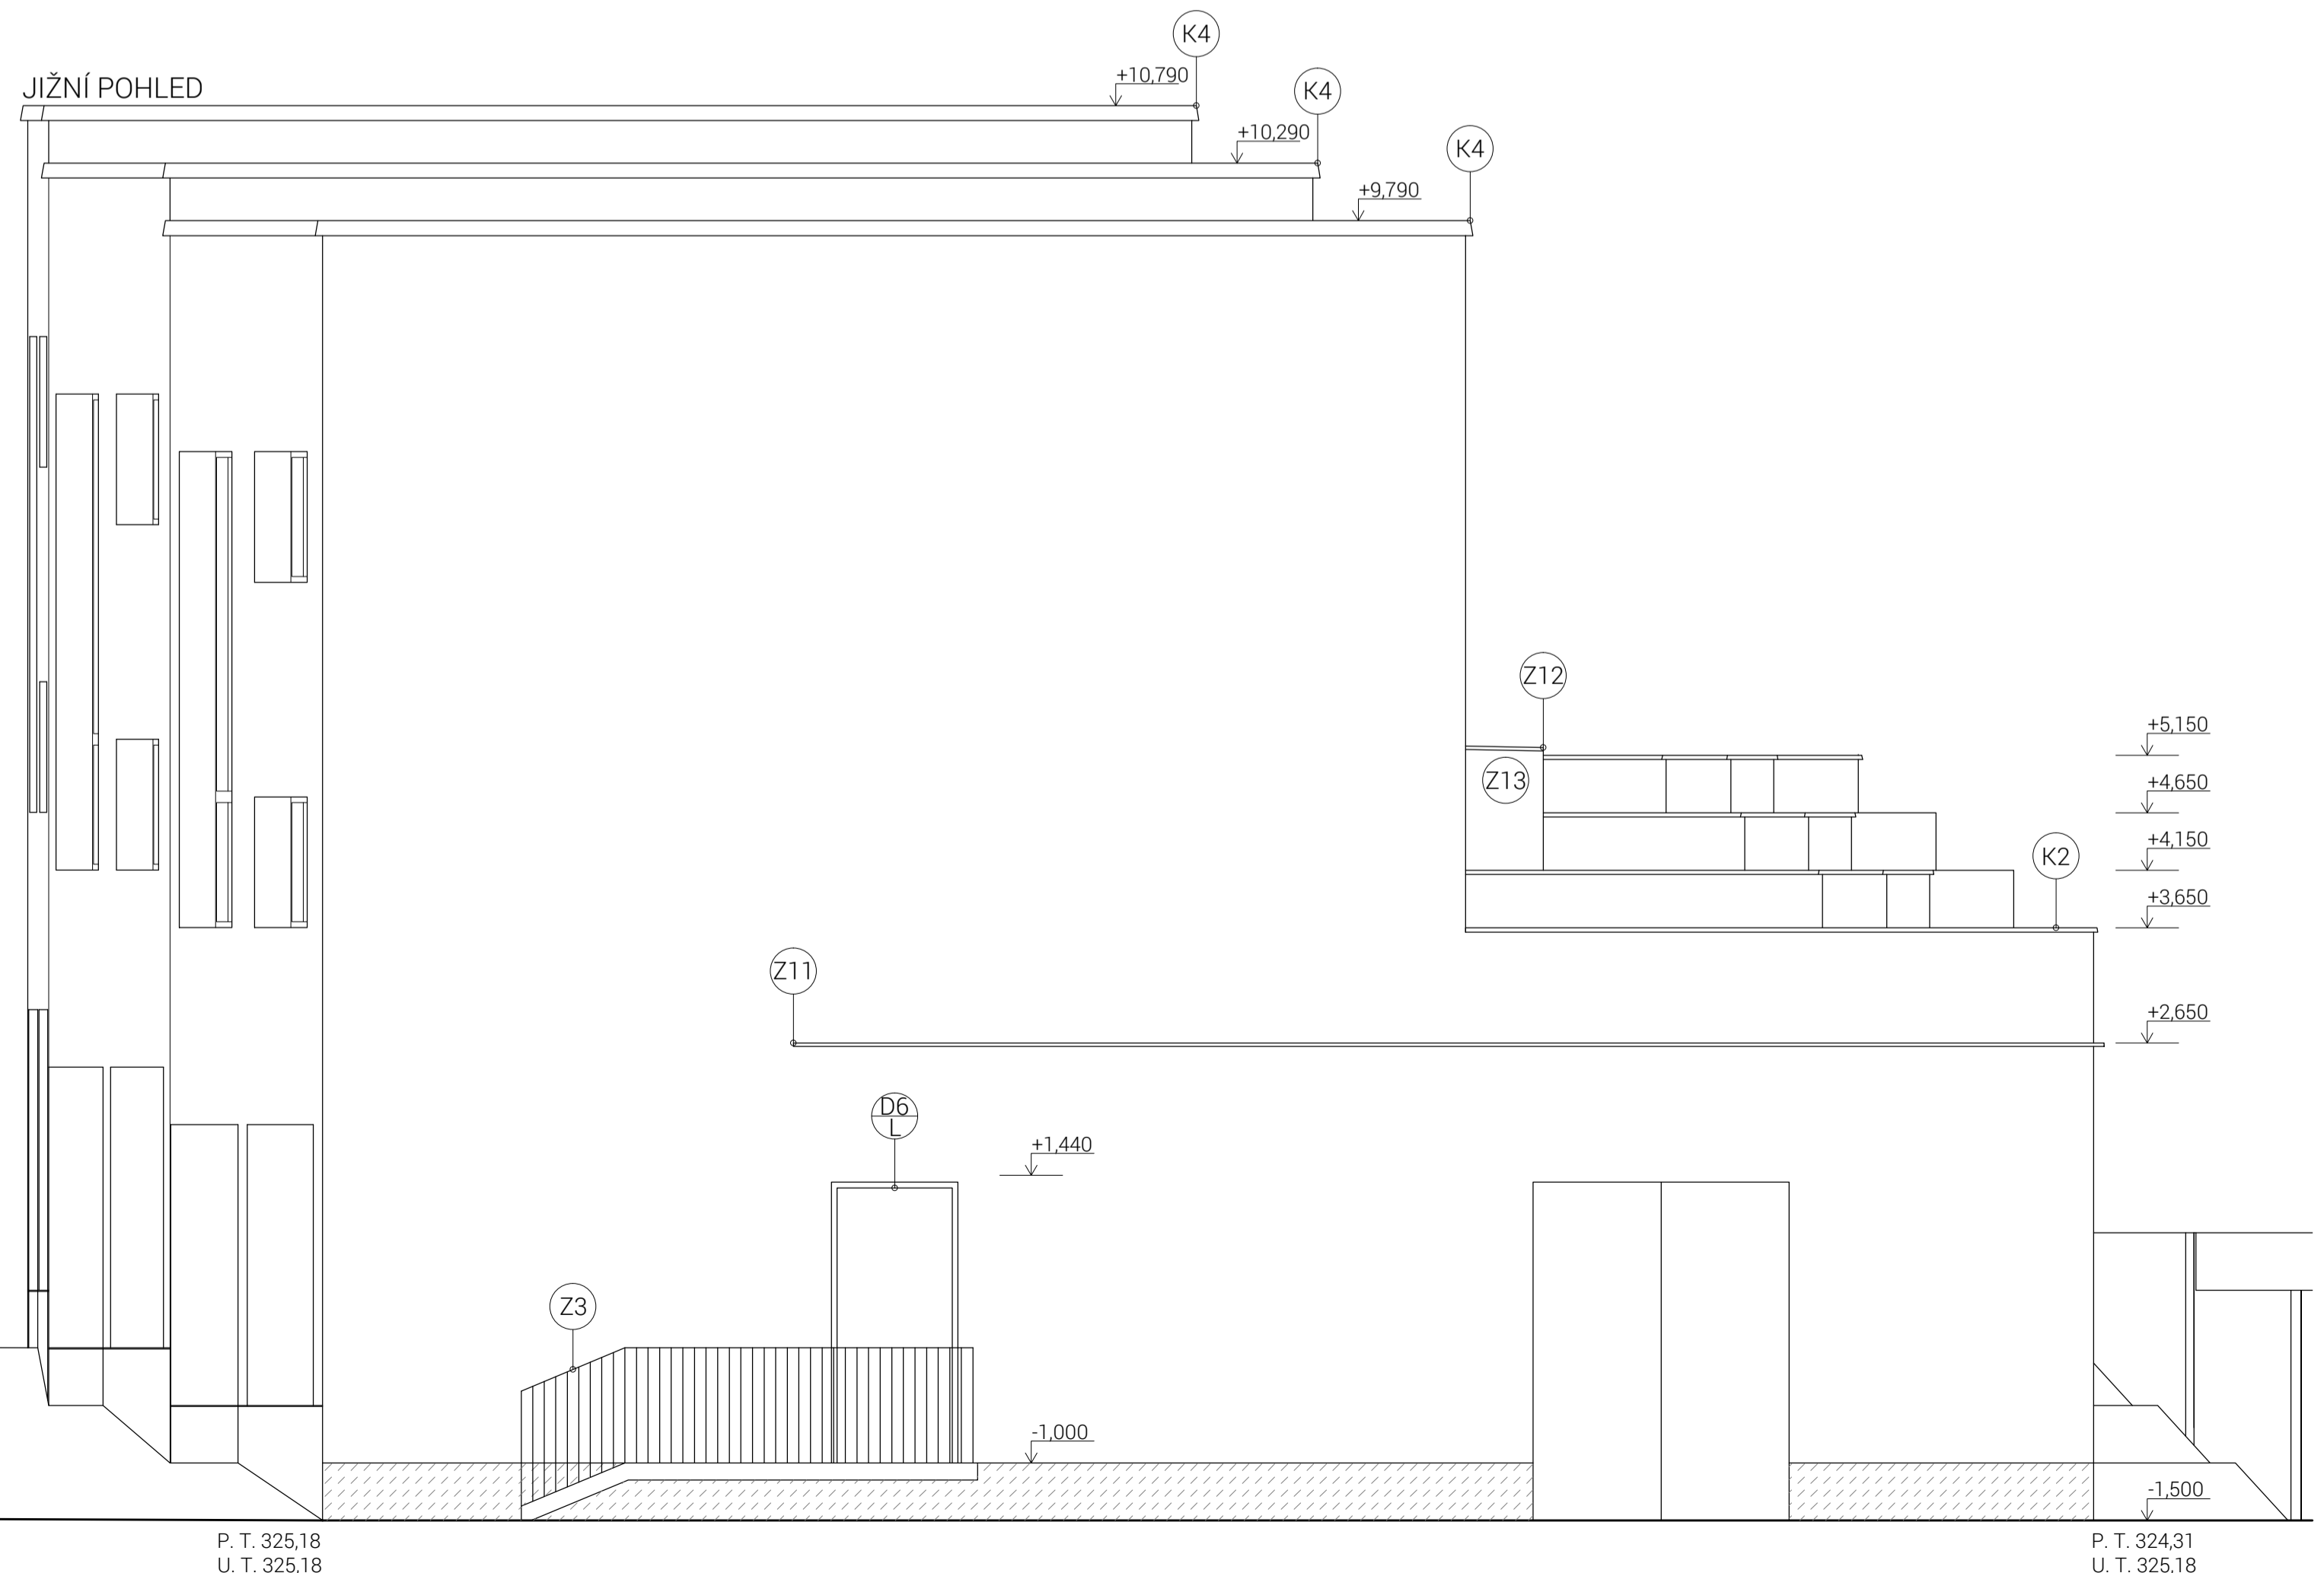 K4
+10,790
JIŽNÍ POHLED
K4
+10,290
K4
+9,790
Z12
+5,150
Z13
+4,650
+4,150
K2
+3,650
Z11
+2,650
D6
L
+1,440
Z3
-1,000
-1,500
P. T. 325,18
U. T. 325,18
P. T. 324,31
U. T. 325,18